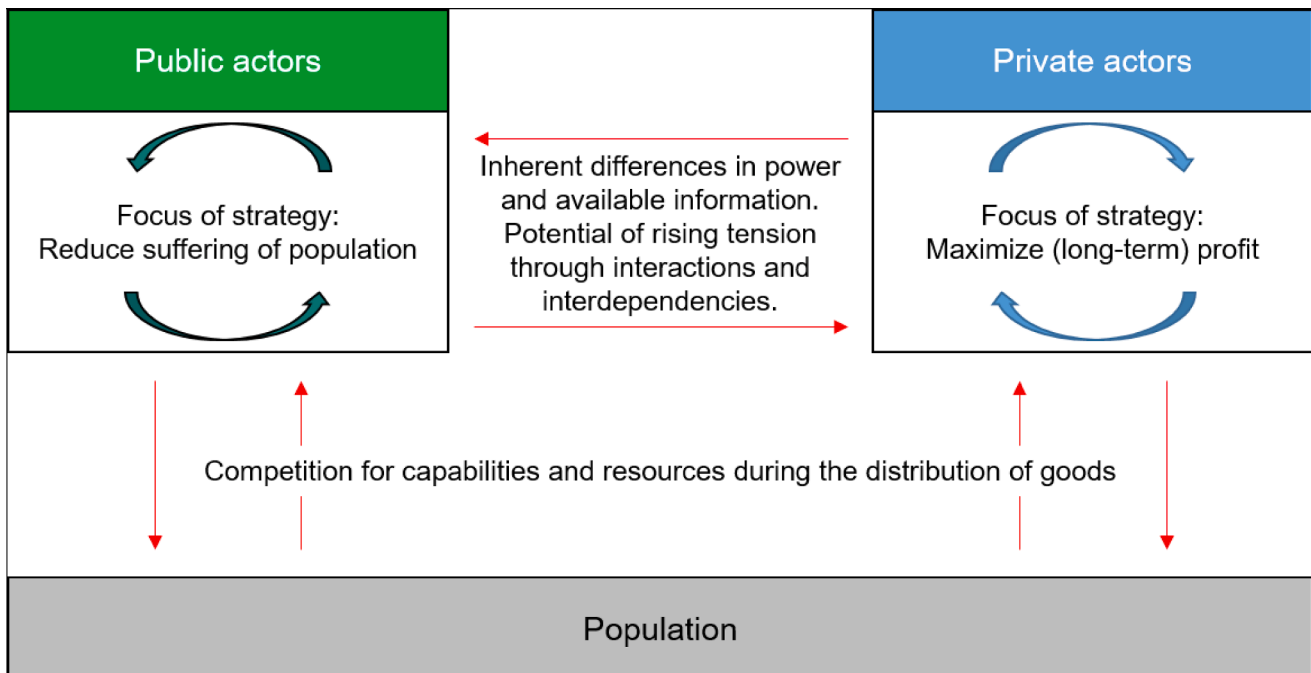 Public actors
Private actors
Focus of strategy:
Reduce suffering of population
Inherent differences in power
and available information.
Potential of rising tension
through interactions and
interdependencies.
Focus of strategy:
Maximize (long-term) profit
Competition for capabilities and resources during the distribution of goods
Population